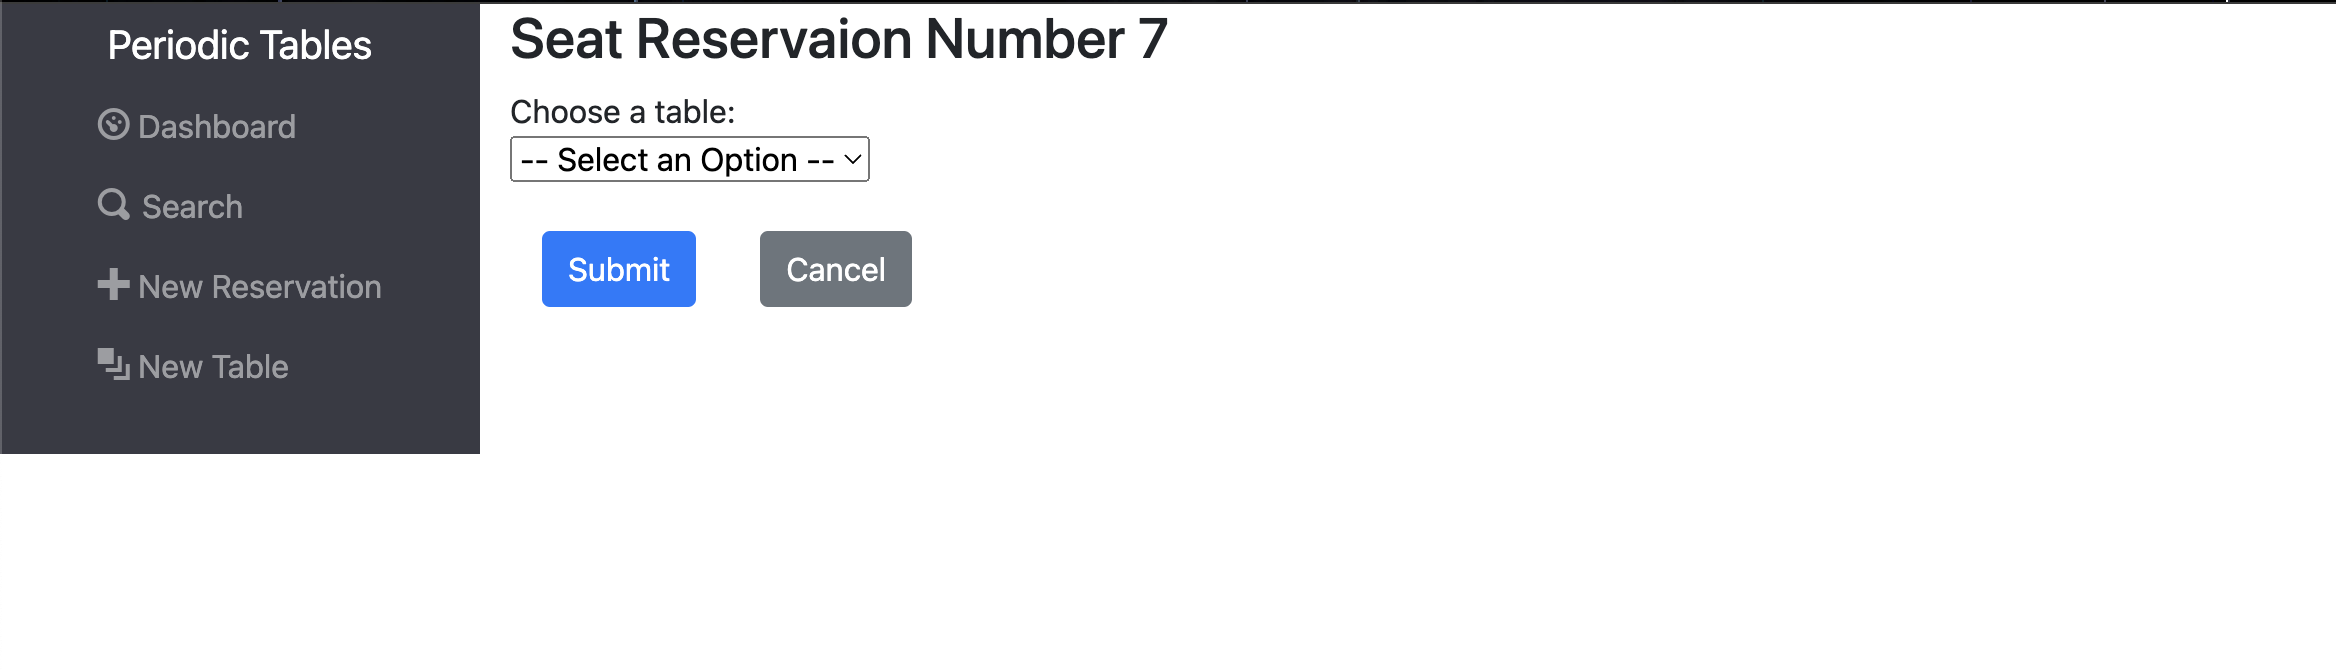 Periodic Tables
Dashboard
Search
New Reservation
New Table
Seat Reservaion Number 7
Choose a table:
-- Select an Option --
Submit
Cancel